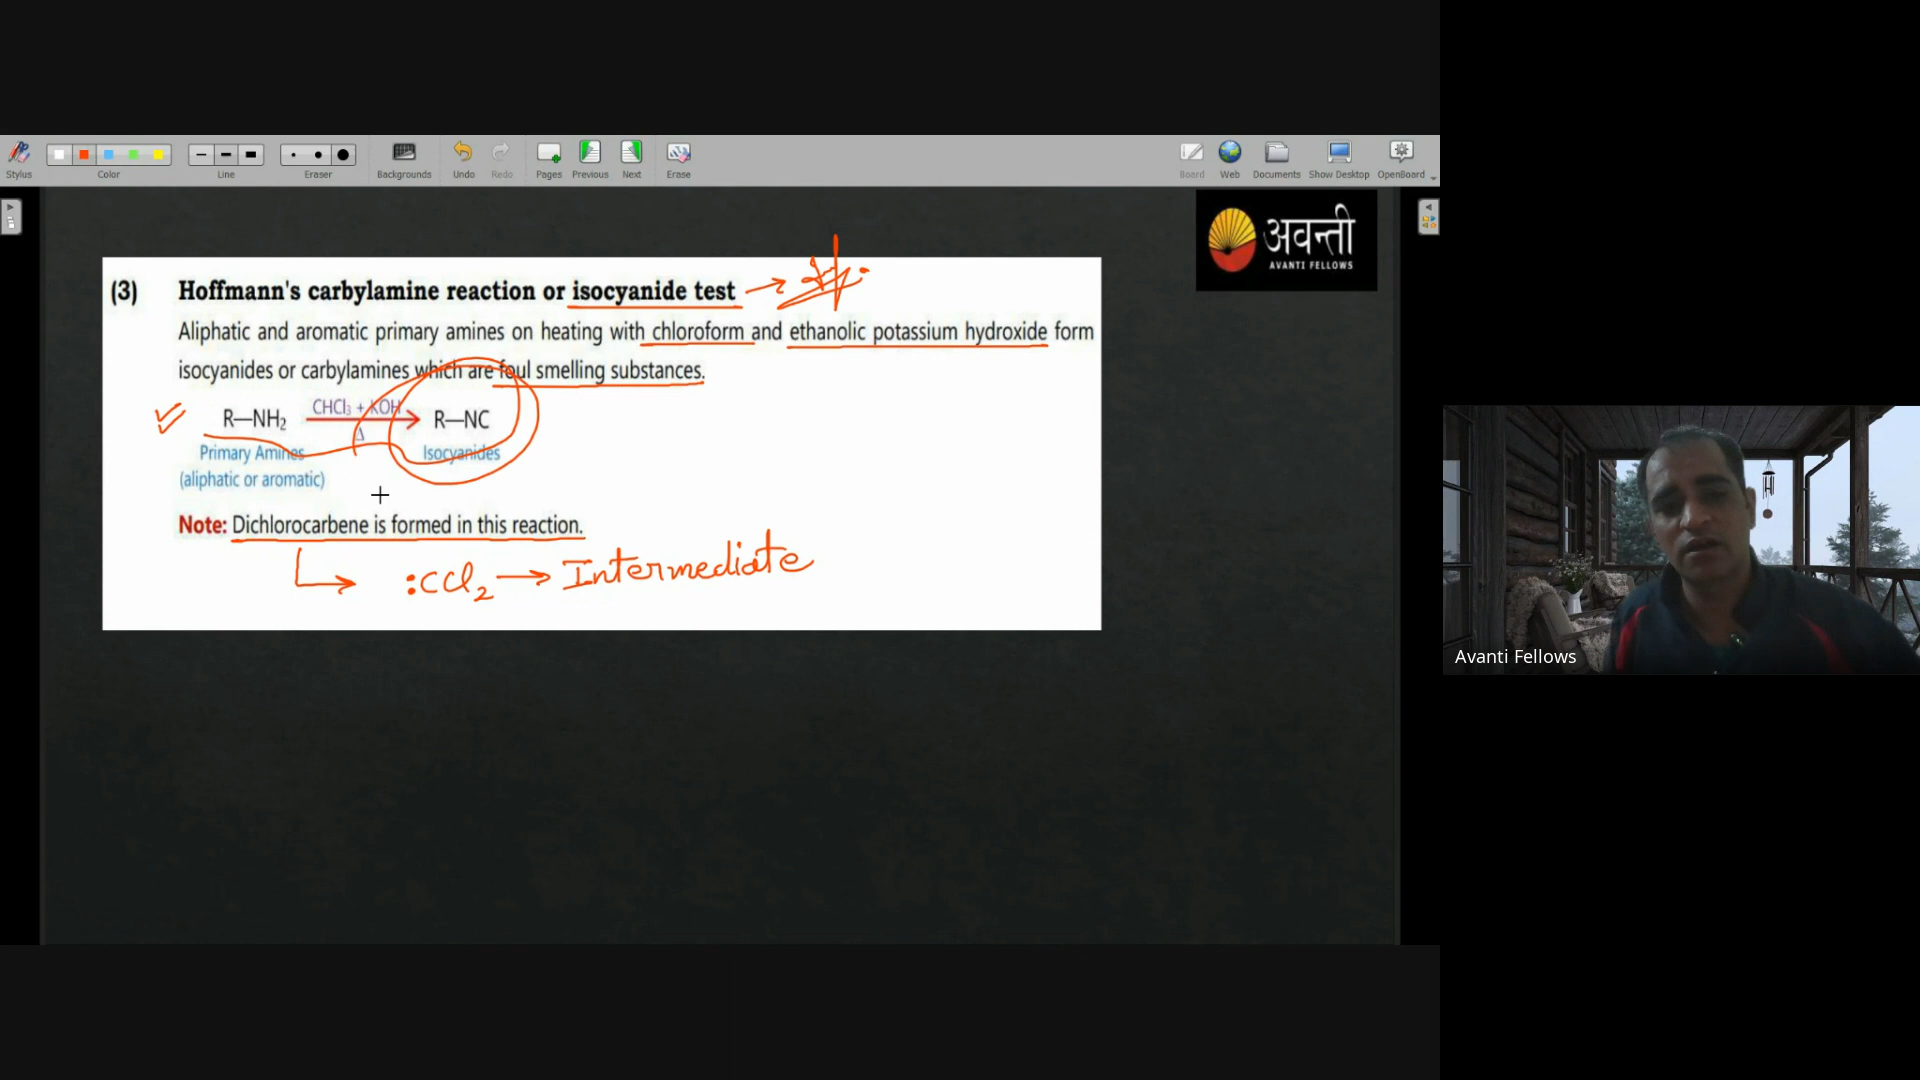 Stylus
Color
Line
Eraser
Backgrounds
Undo
Redo
Pages
Previous
Next
Erase
Board
Web
Documents
Show Desktop
OpenBoard
अवन्ती
AVANTI FELLOWS
(3) Hoffmann's carbylamine reaction or isocyanide test →
Aliphatic and aromatic primary amines on heating with chloroform and ethanolic potassium hydroxide form
isocyanides or carbylamines which are foul smelling substances.
CHCl₃ + KOH
R—NH₂ → R—NC
Δ
Primary Amines Isocyanides
(aliphatic or aromatic)
Note: Dichlorocarbene is formed in this reaction.
:CCl₂ → Intermediate
Avanti Fellows